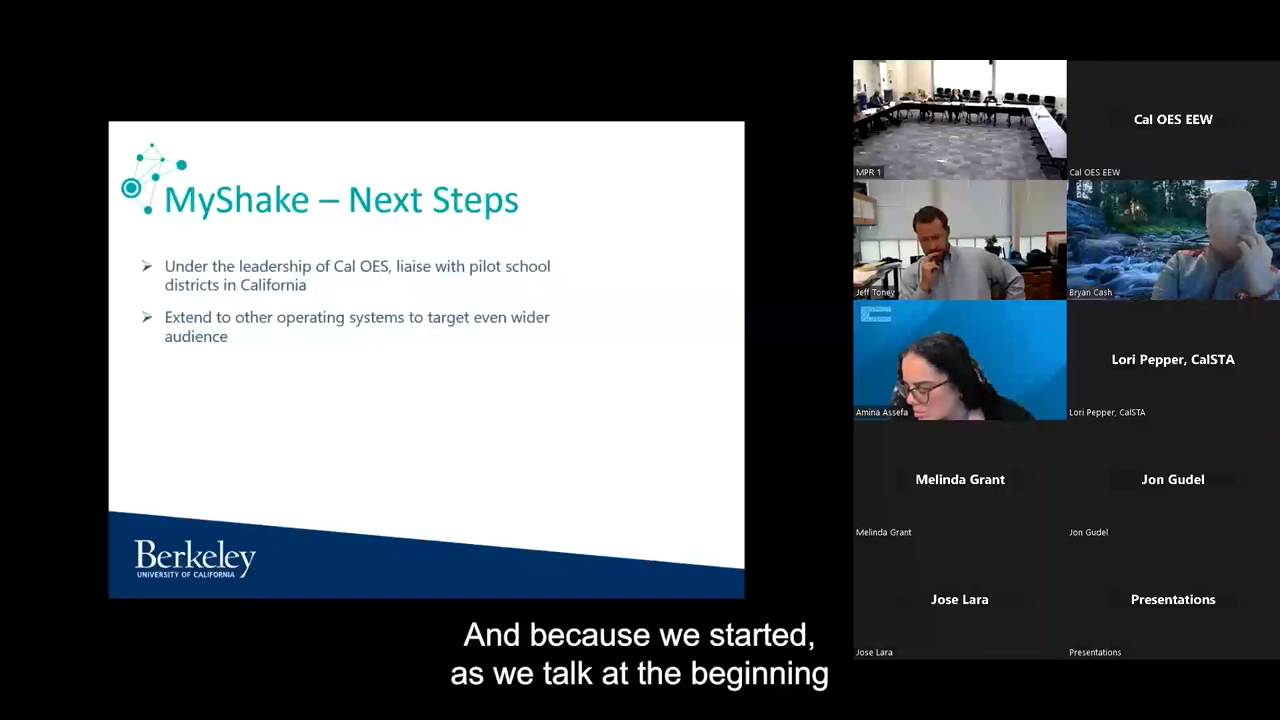 MyShake – Next Steps
➢ Under the leadership of Cal OES, liaise with pilot school
districts in California
➢ Extend to other operating systems to target even wider
audience
Berkeley
UNIVERSITY OF CALIFORNIA
MPR 1
Cal OES EEW
Cal OES EEW
Jeff Toney
Bryan Cash
Amina Assefa
Lori Pepper, CalSTA
Lori Pepper, CalSTA
Melinda Grant
Melinda Grant
Jon Gudel
Jon Gudel
Jose Lara
Jose Lara
Presentations
Presentations
And because we started,
as we talk at the beginning